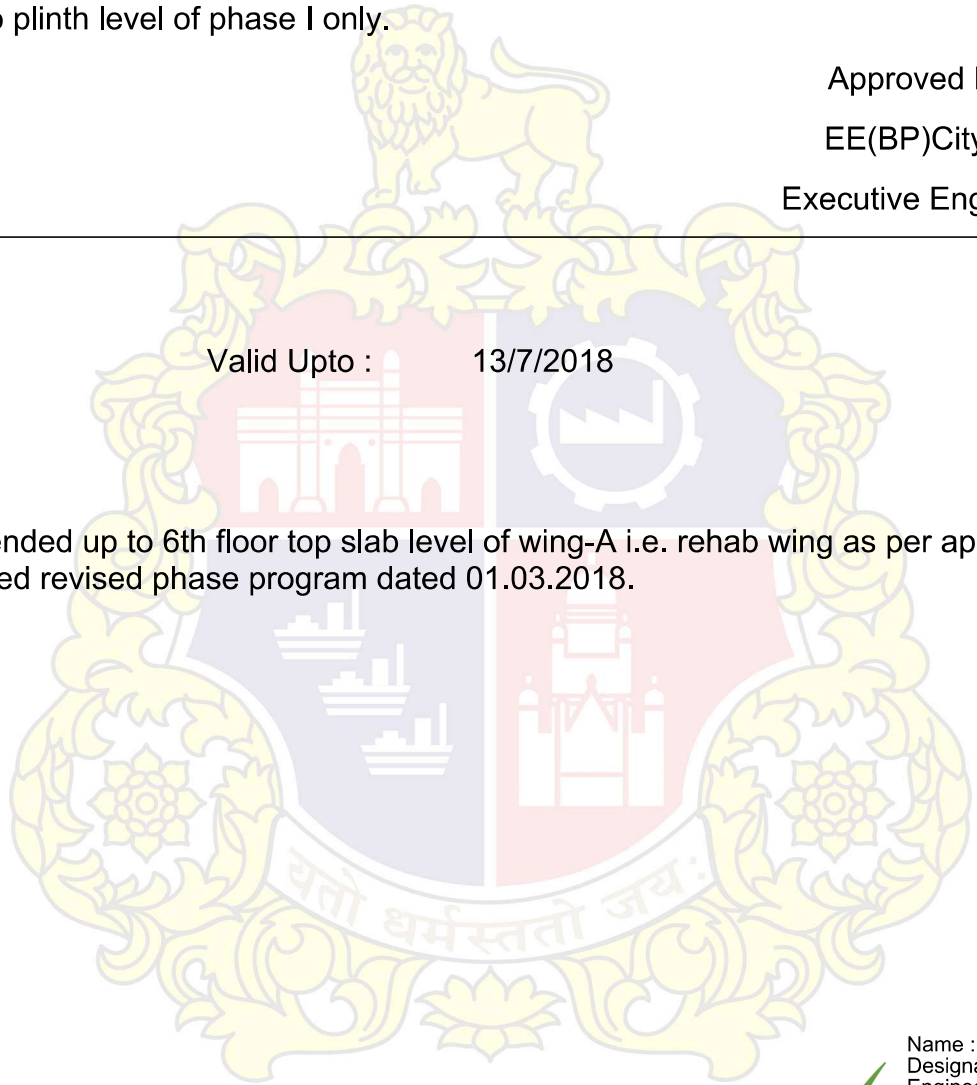 o plinth level of phase I only.
Approved
EE(BP)City
Executive Eng
Valid Upto : 13/7/2018
ended up to 6th floor top slab level of wing-A i.e. rehab wing as per ap
ed revised phase program dated 01.03.2018.
यतो धर्मस्ततो जय:
Name :
Designa